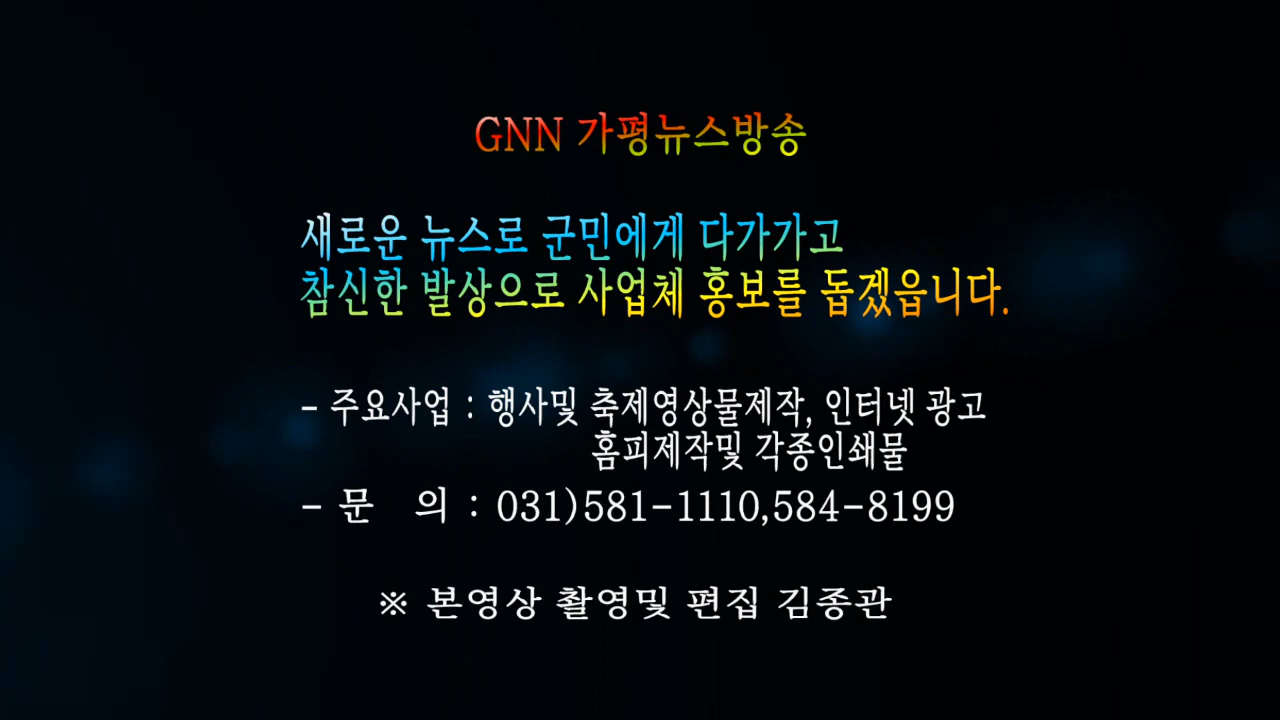 GNN 가평뉴스방송
새로운 뉴스로 군민에게 다가가고
참신한 발상으로 사업체 홍보를 돕겠읍니다.
- 주요사업 : 행사및 축제영상물제작, 인터넷 광고
홈피제작및 각종인쇄물
- 문 의 : 031)581-1110,584-8199
※ 본영상 촬영및 편집 김종관